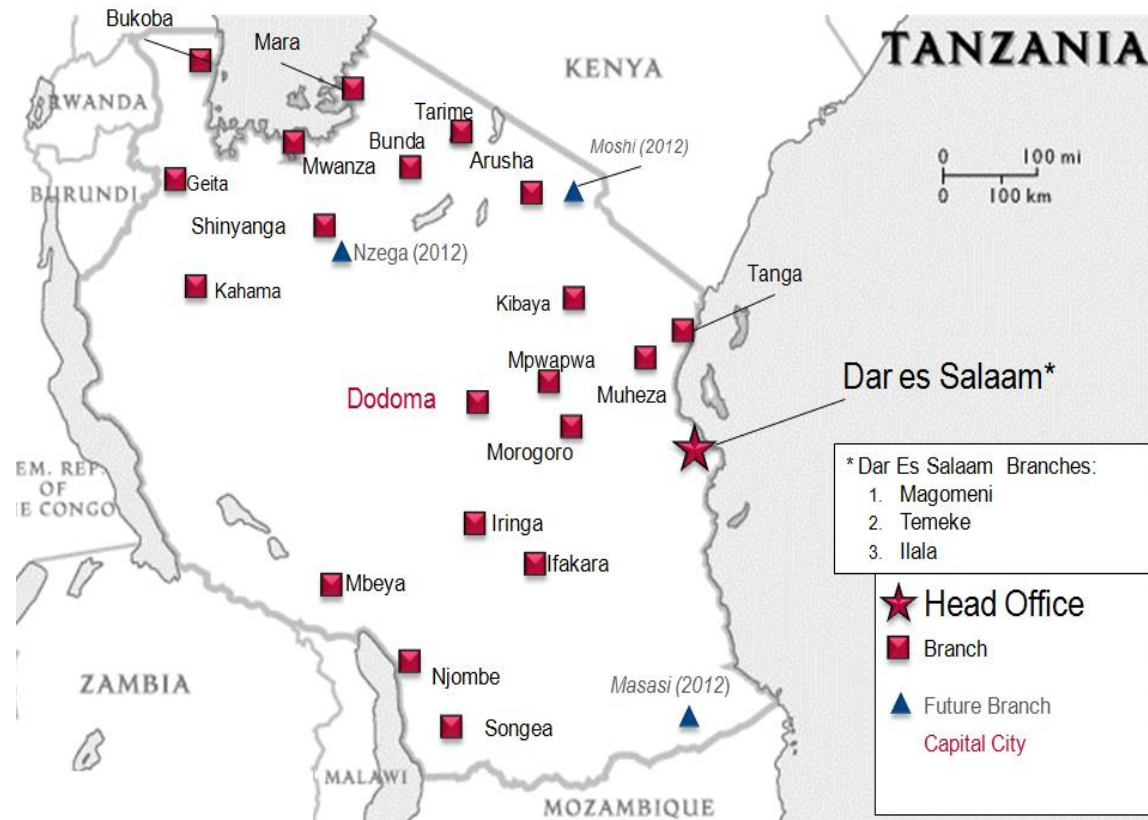 Bukoba
Mara
KENYA
TANZANIA
RWANDA
Tarime
Bunda
Moshi (2012)
Mwanza
Arusha
0 100 mi
0 100 km
BURUNDI
Geita
Shinyanga
Nzega (2012)
Kahama
Kibaya
Tanga
Mpwapwa
Muheza
Dar es Salaam*
Dodoma
Morogoro
* Dar Es Salaam Branches:
1. Magomeni
2. Temeke
3. Ilala
EM. REP.
OF
IE CONGO
Iringa
Ifakara
Mbeya
Head Office
Branch
Njombe
ZAMBIA
Masasi (2012)
Future Branch
Songea
Capital City
MALAWI
MOZAMBIQUE